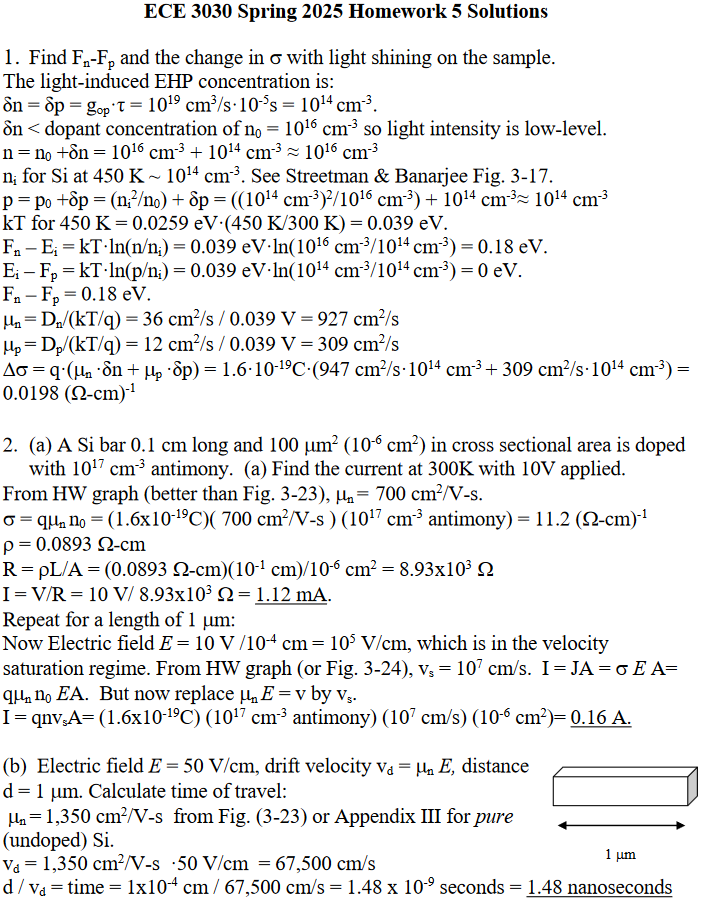 ECE 3030 Spring 2025 Homework 5 Solutions
1. Find Fₙ-Fₚ and the change in σ with light shining on the sample.
The light-induced EHP concentration is:
δn = δp = gₒₚ·τ = 10¹⁹ cm³/s·10⁻⁵s = 10¹⁴ cm⁻³.
δn < dopant concentration of n₀ = 10¹⁶ cm⁻³ so light intensity is low-level.
n = n₀ +δn = 10¹⁶ cm⁻³ + 10¹⁴ cm⁻³ ≈ 10¹⁶ cm⁻³
nᵢ for Si at 450 K ~ 10¹⁴ cm⁻³. See Streetman & Banarjee Fig. 3-17.
p = p₀ +δp = (nᵢ²/n₀) + δp = ((10¹⁴ cm⁻³)²/10¹⁶ cm⁻³) + 10¹⁴ cm⁻³≈ 10¹⁴ cm⁻³
kT for 450 K = 0.0259 eV·(450 K/300 K) = 0.039 eV.
Fₙ – Eᵢ = kT·ln(n/nᵢ) = 0.039 eV·ln(10¹⁶ cm⁻³/10¹⁴ cm⁻³) = 0.18 eV.
Eᵢ – Fₚ = kT·ln(p/nᵢ) = 0.039 eV·ln(10¹⁴ cm⁻³/10¹⁴ cm⁻³) = 0 eV.
Fₙ – Fₚ = 0.18 eV.
μₙ = Dₙ/(kT/q) = 36 cm²/s / 0.039 V = 927 cm²/s
μₚ = Dₚ/(kT/q) = 12 cm²/s / 0.039 V = 309 cm²/s
Δσ = q·(μₙ ·δn + μₚ ·δp) = 1.6·10⁻¹⁹C·(947 cm²/s·10¹⁴ cm⁻³ + 309 cm²/s·10¹⁴ cm⁻³) =
0.0198 (Ω-cm)⁻¹
2. (a) A Si bar 0.1 cm long and 100 μm² (10⁻⁶ cm²) in cross sectional area is doped
with 10¹⁷ cm⁻³ antimony. (a) Find the current at 300K with 10V applied.
From HW graph (better than Fig. 3-23), μₙ = 700 cm²/V-s.
σ = qμₙ n₀ = (1.6x10⁻¹⁹C)( 700 cm²/V-s ) (10¹⁷ cm⁻³ antimony) = 11.2 (Ω-cm)⁻¹
ρ = 0.0893 Ω-cm
R = ρL/A = (0.0893 Ω-cm)(10⁻¹ cm)/10⁻⁶ cm² = 8.93x10³ Ω
I = V/R = 10 V/ 8.93x10³ Ω = 1.12 mA.
Repeat for a length of 1 μm:
Now Electric field E = 10 V /10⁻⁴ cm = 10⁵ V/cm, which is in the velocity
saturation regime. From HW graph (or Fig. 3-24), vₛ = 10⁷ cm/s. I = JA = σ E A=
qμₙ n₀ EA. But now replace μₙ E = v by vₛ.
I = qnvₛA= (1.6x10⁻¹⁹C) (10¹⁷ cm⁻³ antimony) (10⁷ cm/s) (10⁻⁶ cm²)= 0.16 A.
(b) Electric field E = 50 V/cm, drift velocity v_d = μₙ E, distance
d = 1 μm. Calculate time of travel:
μₙ = 1,350 cm²/V-s from Fig. (3-23) or Appendix III for pure
(undoped) Si.
v_d = 1,350 cm²/V-s ·50 V/cm = 67,500 cm/s
1 μm
d / v_d = time = 1x10⁻⁴ cm / 67,500 cm/s = 1.48 x 10⁻⁹ seconds = 1.48 nanoseconds